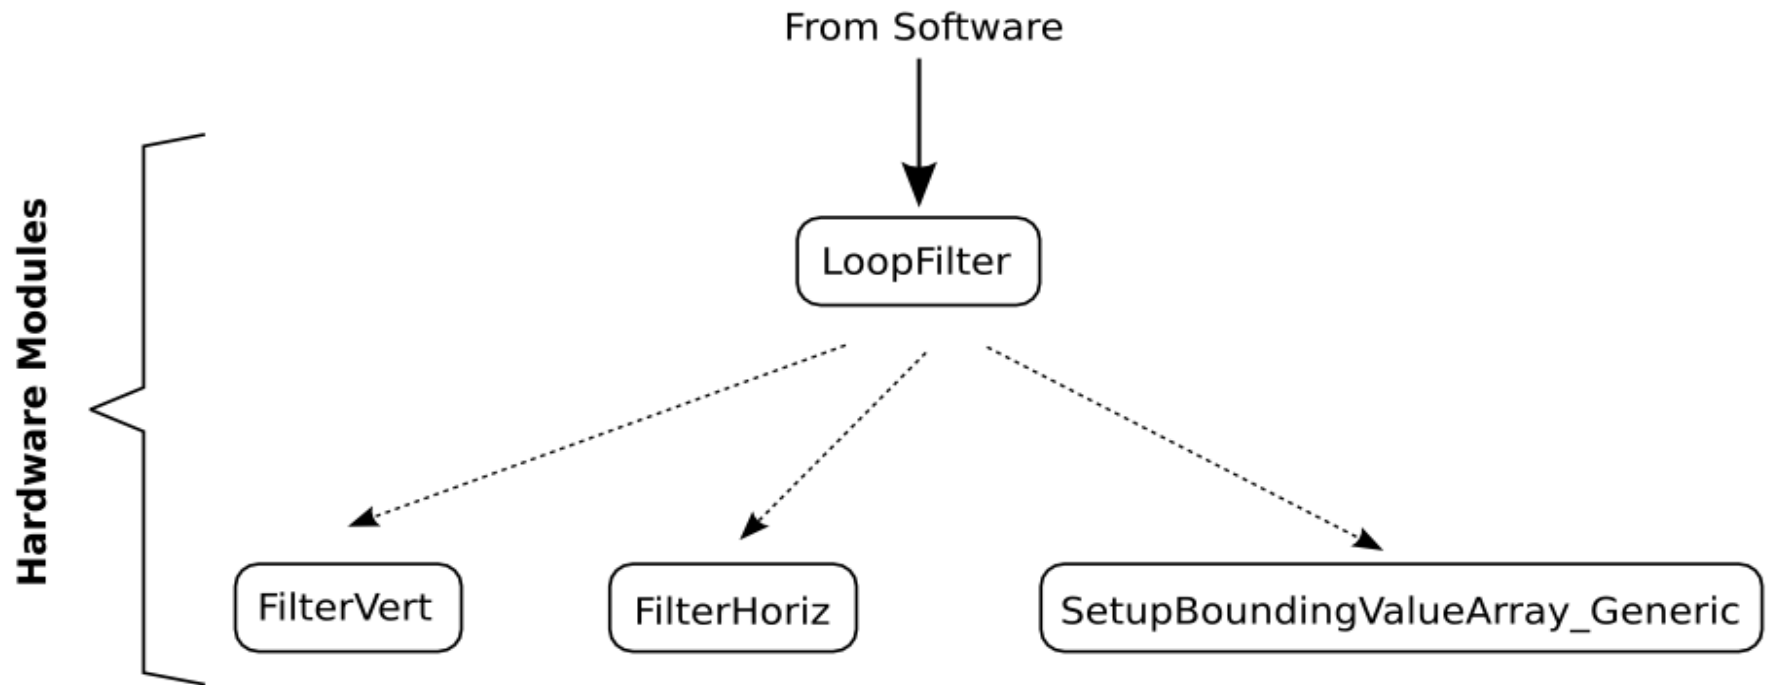 From Software
Hardware Modules
LoopFilter
FilterVert
FilterHoriz
SetupBoundingValueArray_Generic